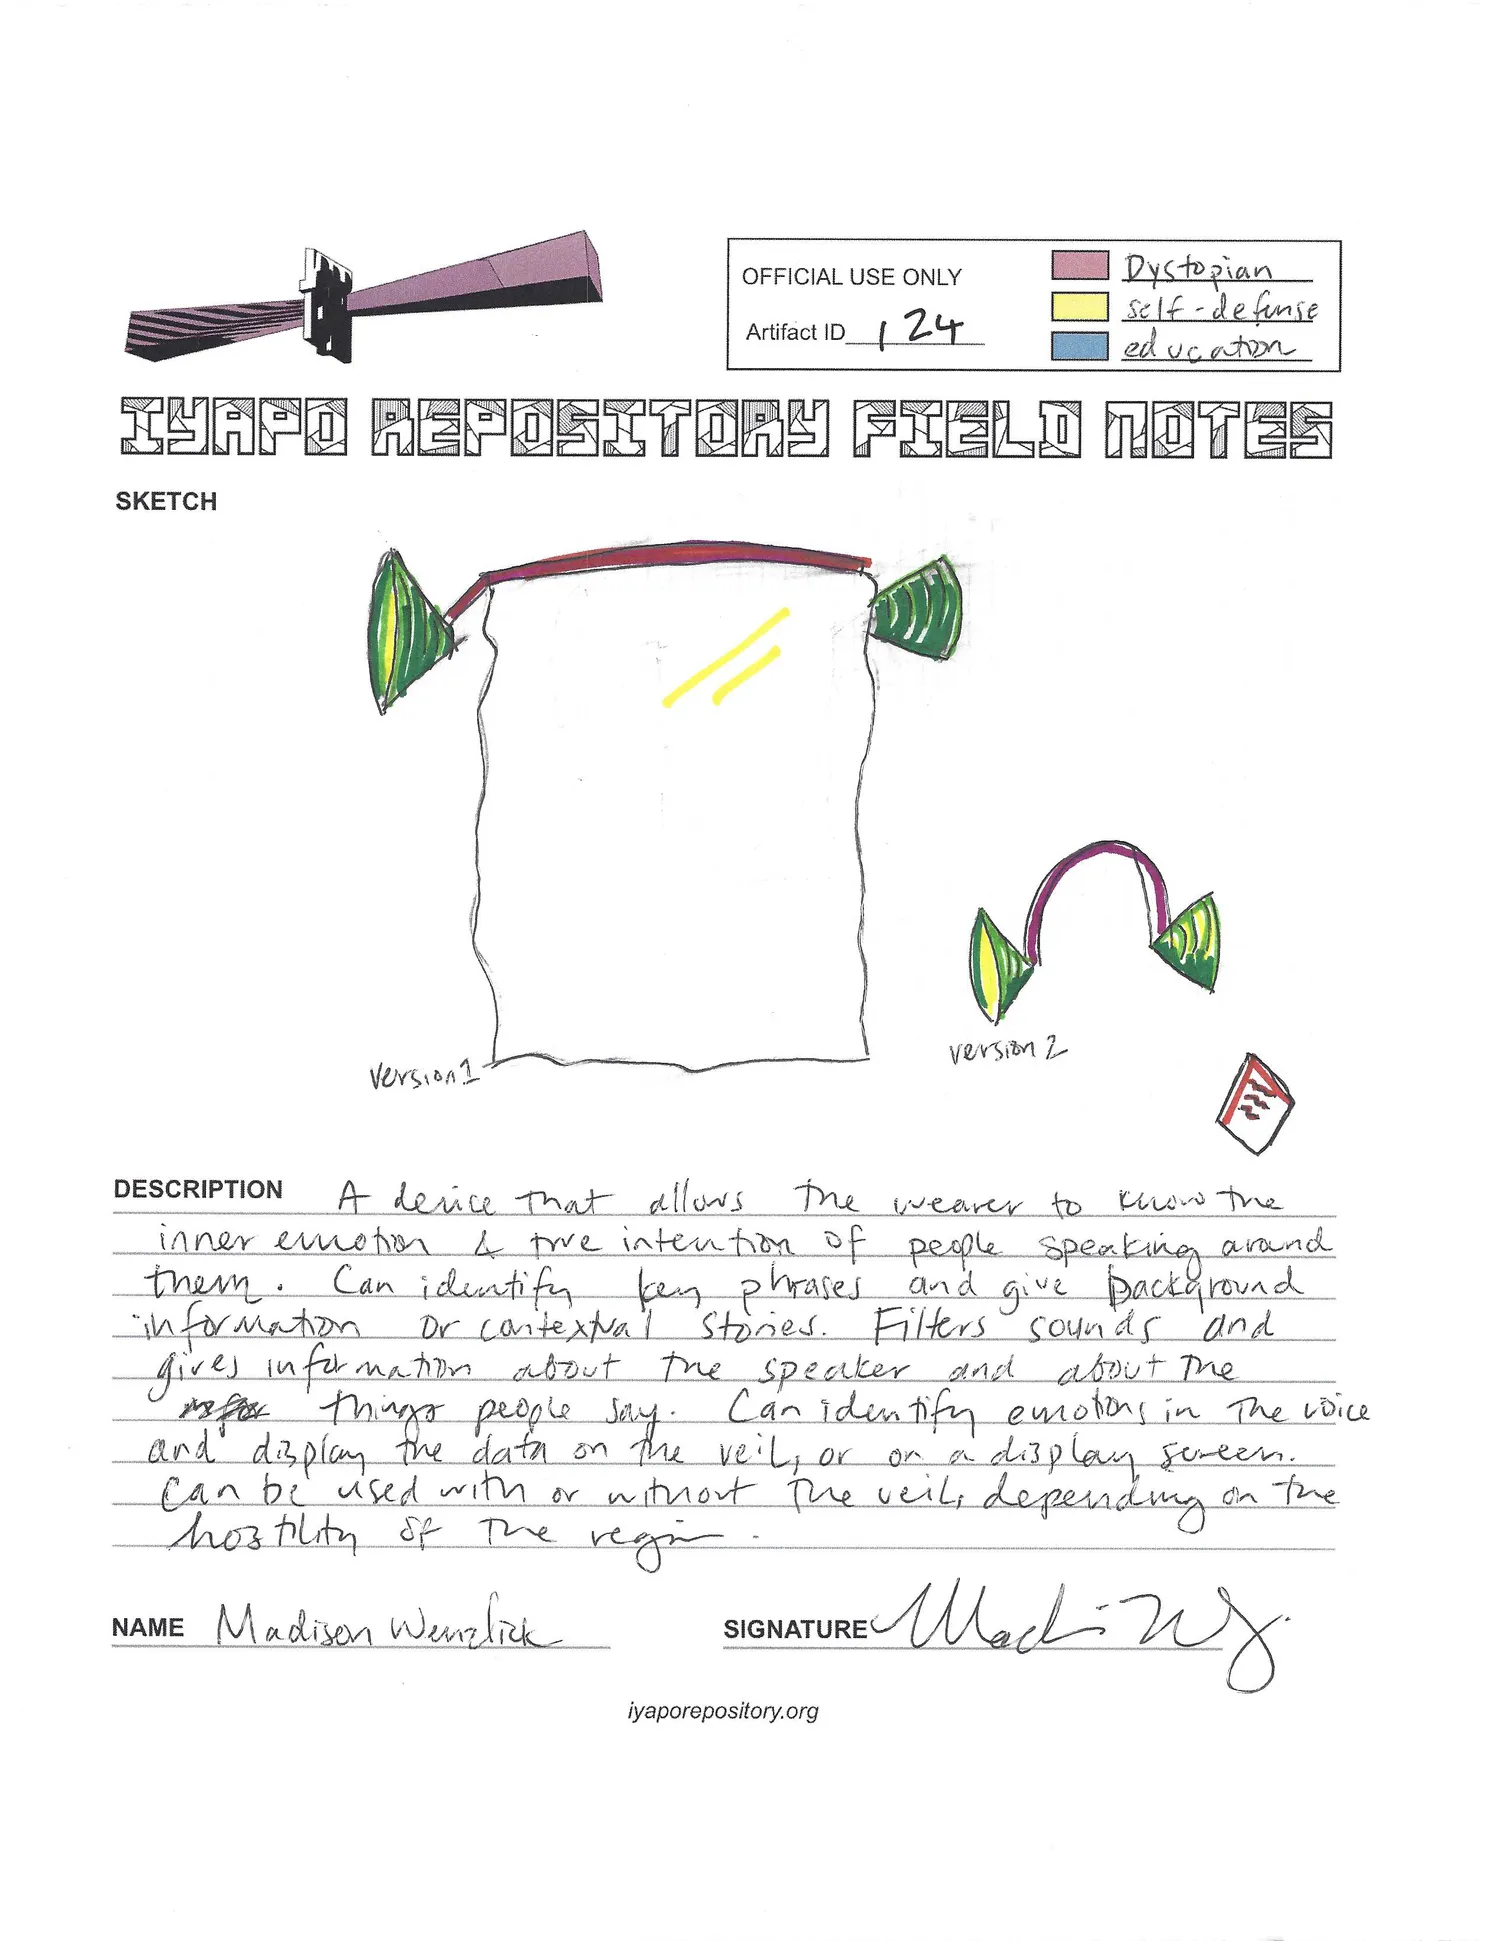 OFFICIAL USE ONLY
Artifact ID 124
Dystopian
self-defense
education
IYAPO REPOSITORY FIELD NOTES
SKETCH
version 1
version 2
DESCRIPTION A device that allows the wearer to know the
inner emotion & true intention of people speaking around
them. Can identify key phrases and give background
information or contextual stories. Filters sounds and
gives information about the speaker and about the
things people say. Can identify emotions in the voice
and display the data on the veil, or on a display screen.
Can be used with or without the veil, depending on the
hostility of the region.
NAME Madison Wenzlick
SIGNATURE
iyaporepository.org